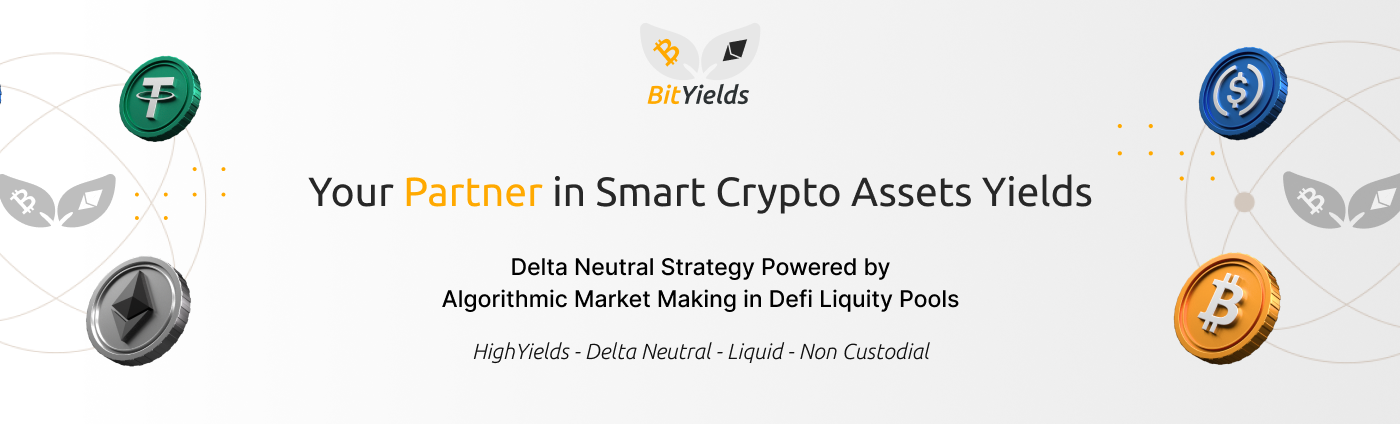 BitYields
Your Partner in Smart Crypto Assets Yields
Delta Neutral Strategy Powered by
Algorithmic Market Making in Defi Liquity Pools
HighYields - Delta Neutral - Liquid - Non Custodial